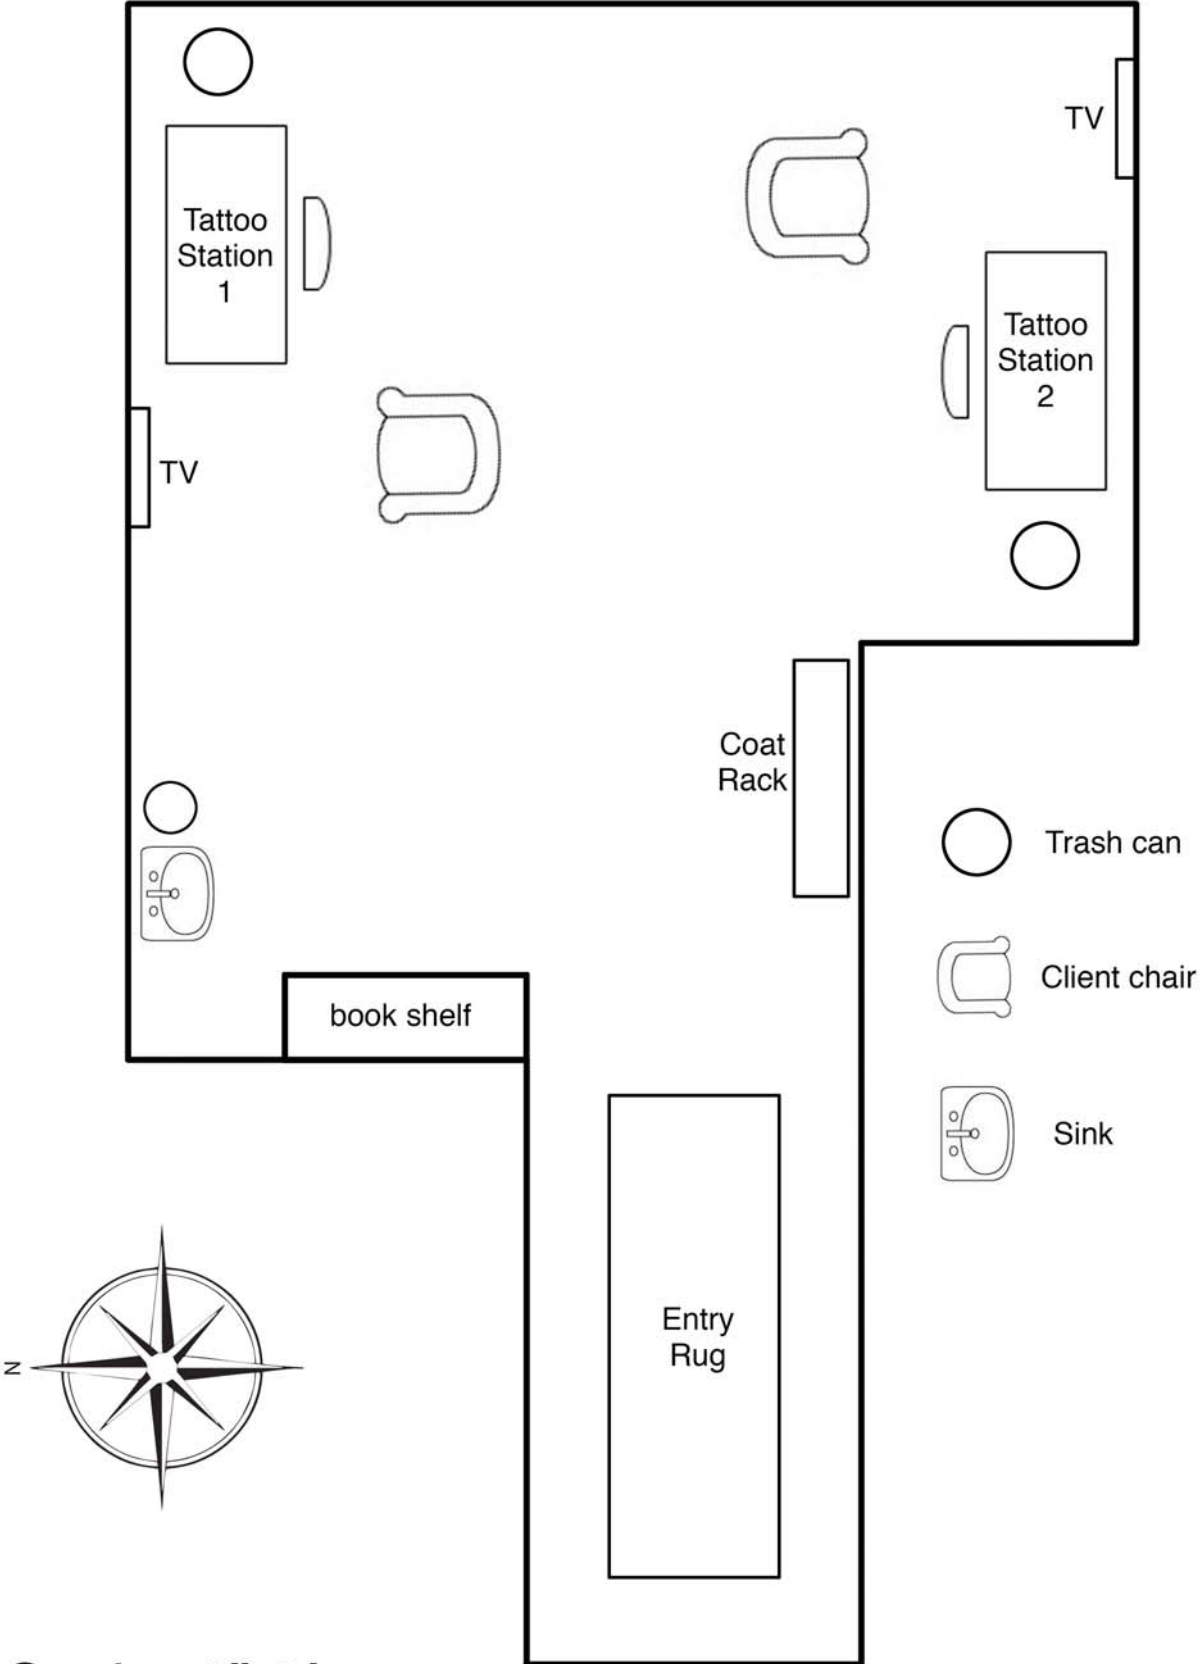 TV
Tattoo
Station
1
Tattoo
Station
2
TV
Coat
Rack
Trash can
Client chair
book shelf
Sink
Entry
Rug
N